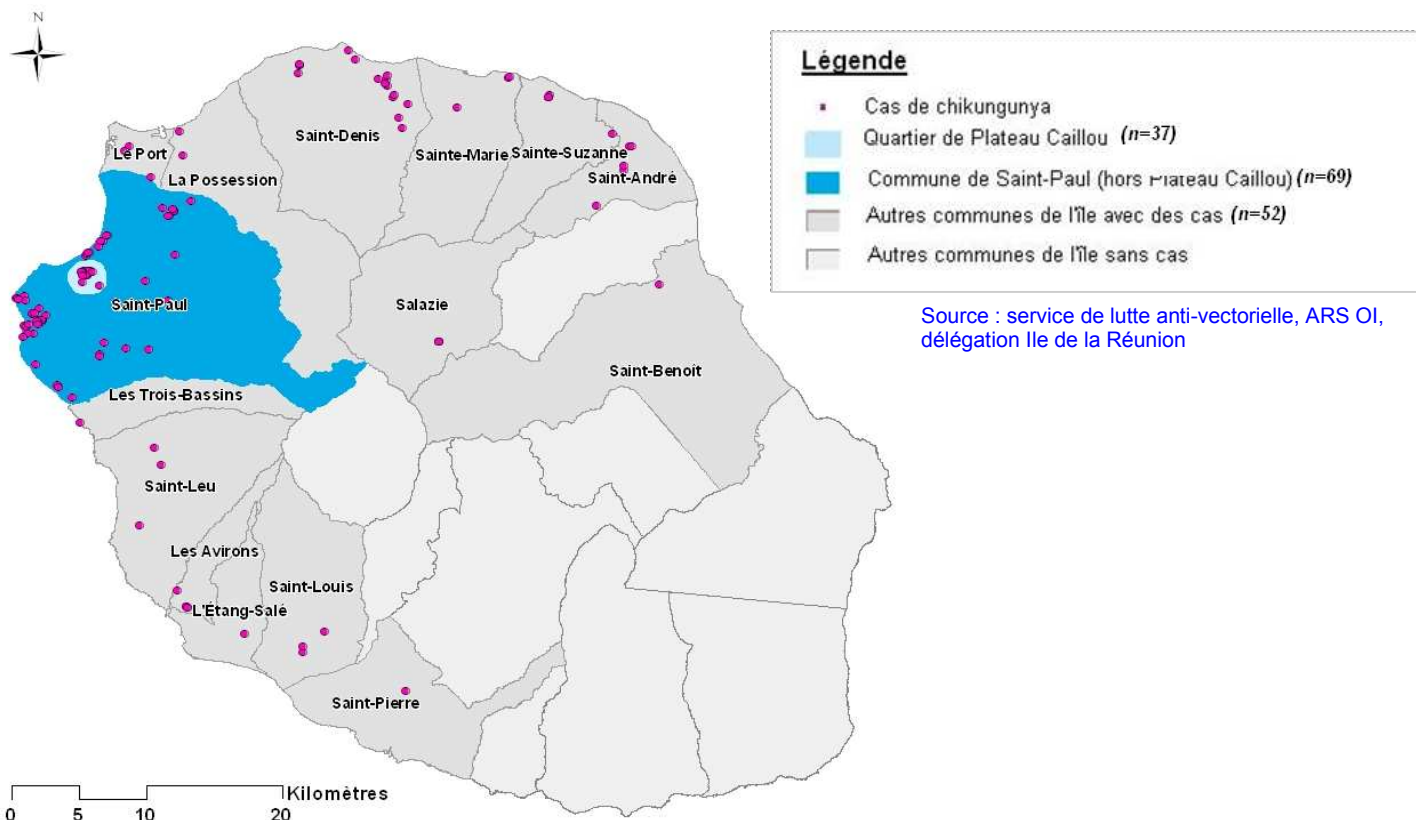 N
Légende
Cas de chikungunya
Quartier de Plateau Caillou (n=37)
Commune de Saint-Paul (hors Plateau Caillou) (n=69)
Autres communes de l'île avec des cas (n=52)
Autres communes de l'île sans cas
Source : service de lutte anti-vectorielle, ARS OI,
délégation Ile de la Réunion
Saint-Denis
Sainte-Marie
Sainte-Suzanne
Le Port
La Possession
Saint-André
Salazie
Saint-Paul
Saint-Benoit
Les Trois-Bassins
Saint-Leu
Les Avirons
Saint-Louis
L'Étang-Salé
Saint-Pierre
Kilomètres
0 5 10 20